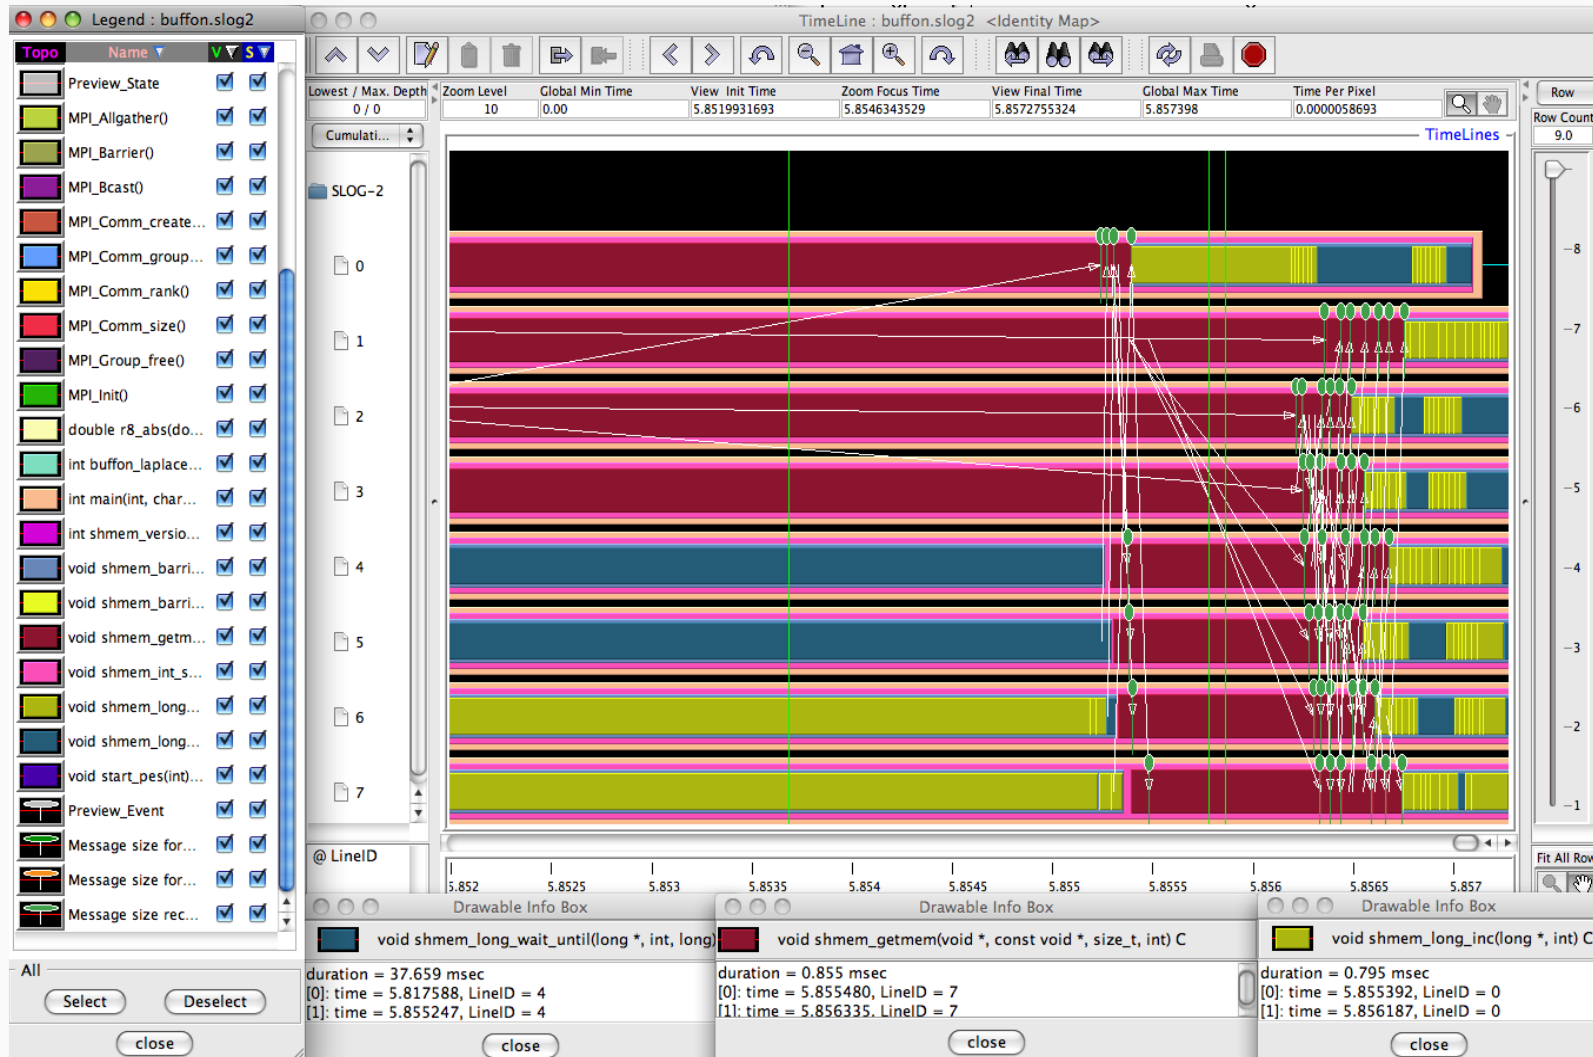 Legend : buffon.slog2
Topo Name V S
Preview_State
MPI_Allgather()
MPI_Barrier()
MPI_Bcast()
MPI_Comm_create...
MPI_Comm_group...
MPI_Comm_rank()
MPI_Comm_size()
MPI_Group_free()
MPI_Init()
double r8_abs(do...
int buffon_laplace...
int main(int, char...
int shmem_versio...
void shmem_barri...
void shmem_barri...
void shmem_getm...
void shmem_int_s...
void shmem_long...
void shmem_long...
void start_pes(int)...
Preview_Event
Message size for...
Message size for...
Message size rec...
All
Select Deselect
close
TimeLine : buffon.slog2 <Identity Map>
Lowest / Max. Depth Zoom Level Global Min Time View Init Time Zoom Focus Time View Final Time Global Max Time Time Per Pixel
0 / 0 10 0.00 5.8519931693 5.8546343529 5.8572755324 5.857398 0.0000058693
Cumulati...
TimeLines
SLOG-2
0
1
2
3
4
5
6
7
@ LineID
5.852 5.8525 5.853 5.8535 5.854 5.8545 5.855 5.8555 5.856 5.8565 5.857
Row
Row Count
9.0
8
7
6
5
4
3
2
1
Fit All Row
Drawable Info Box
void shmem_long_wait_until(long *, int, long)
duration = 37.659 msec
[0]: time = 5.817588, LineID = 4
[1]: time = 5.855247, LineID = 4
close
Drawable Info Box
void shmem_getmem(void *, const void *, size_t, int) C
duration = 0.855 msec
[0]: time = 5.855480, LineID = 7
[1]: time = 5.856335, LineID = 7
close
Drawable Info Box
void shmem_long_inc(long *, int) C
duration = 0.795 msec
[0]: time = 5.855392, LineID = 0
[1]: time = 5.856187, LineID = 0
close